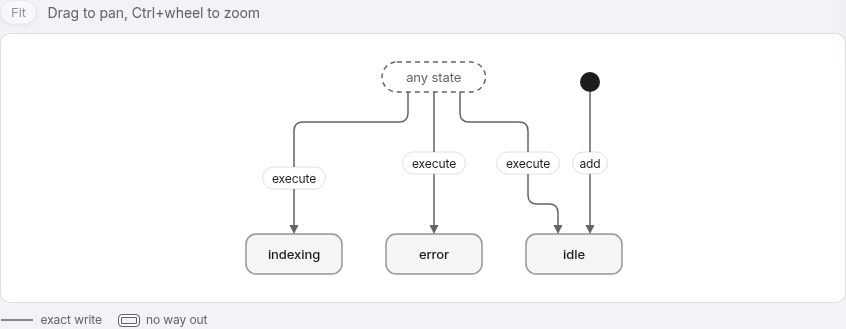 Fit Drag to pan, Ctrl+wheel to zoom
any state
execute execute execute add
indexing error idle
exact write no way out